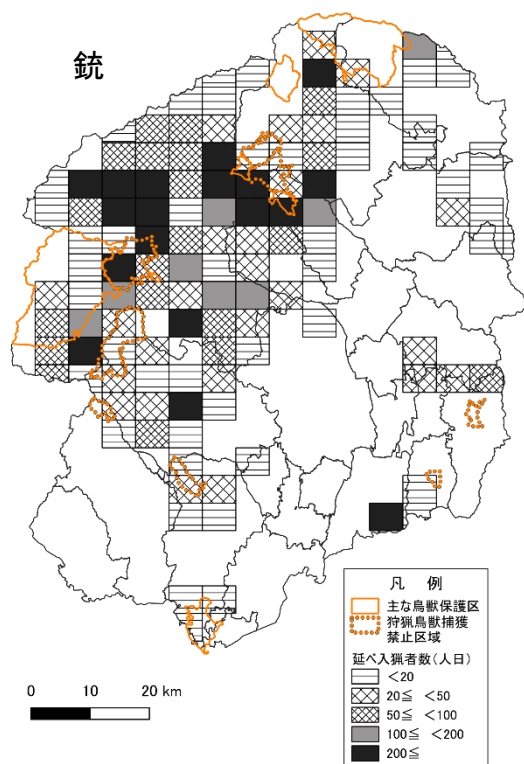 銃
凡 例
主な鳥獣保護区
狩猟鳥獣捕獲
禁止区域
延べ入猟者数(人日)
<20
20≦ <50
50≦ <100
100≦ <200
200≦
0 10 20 km